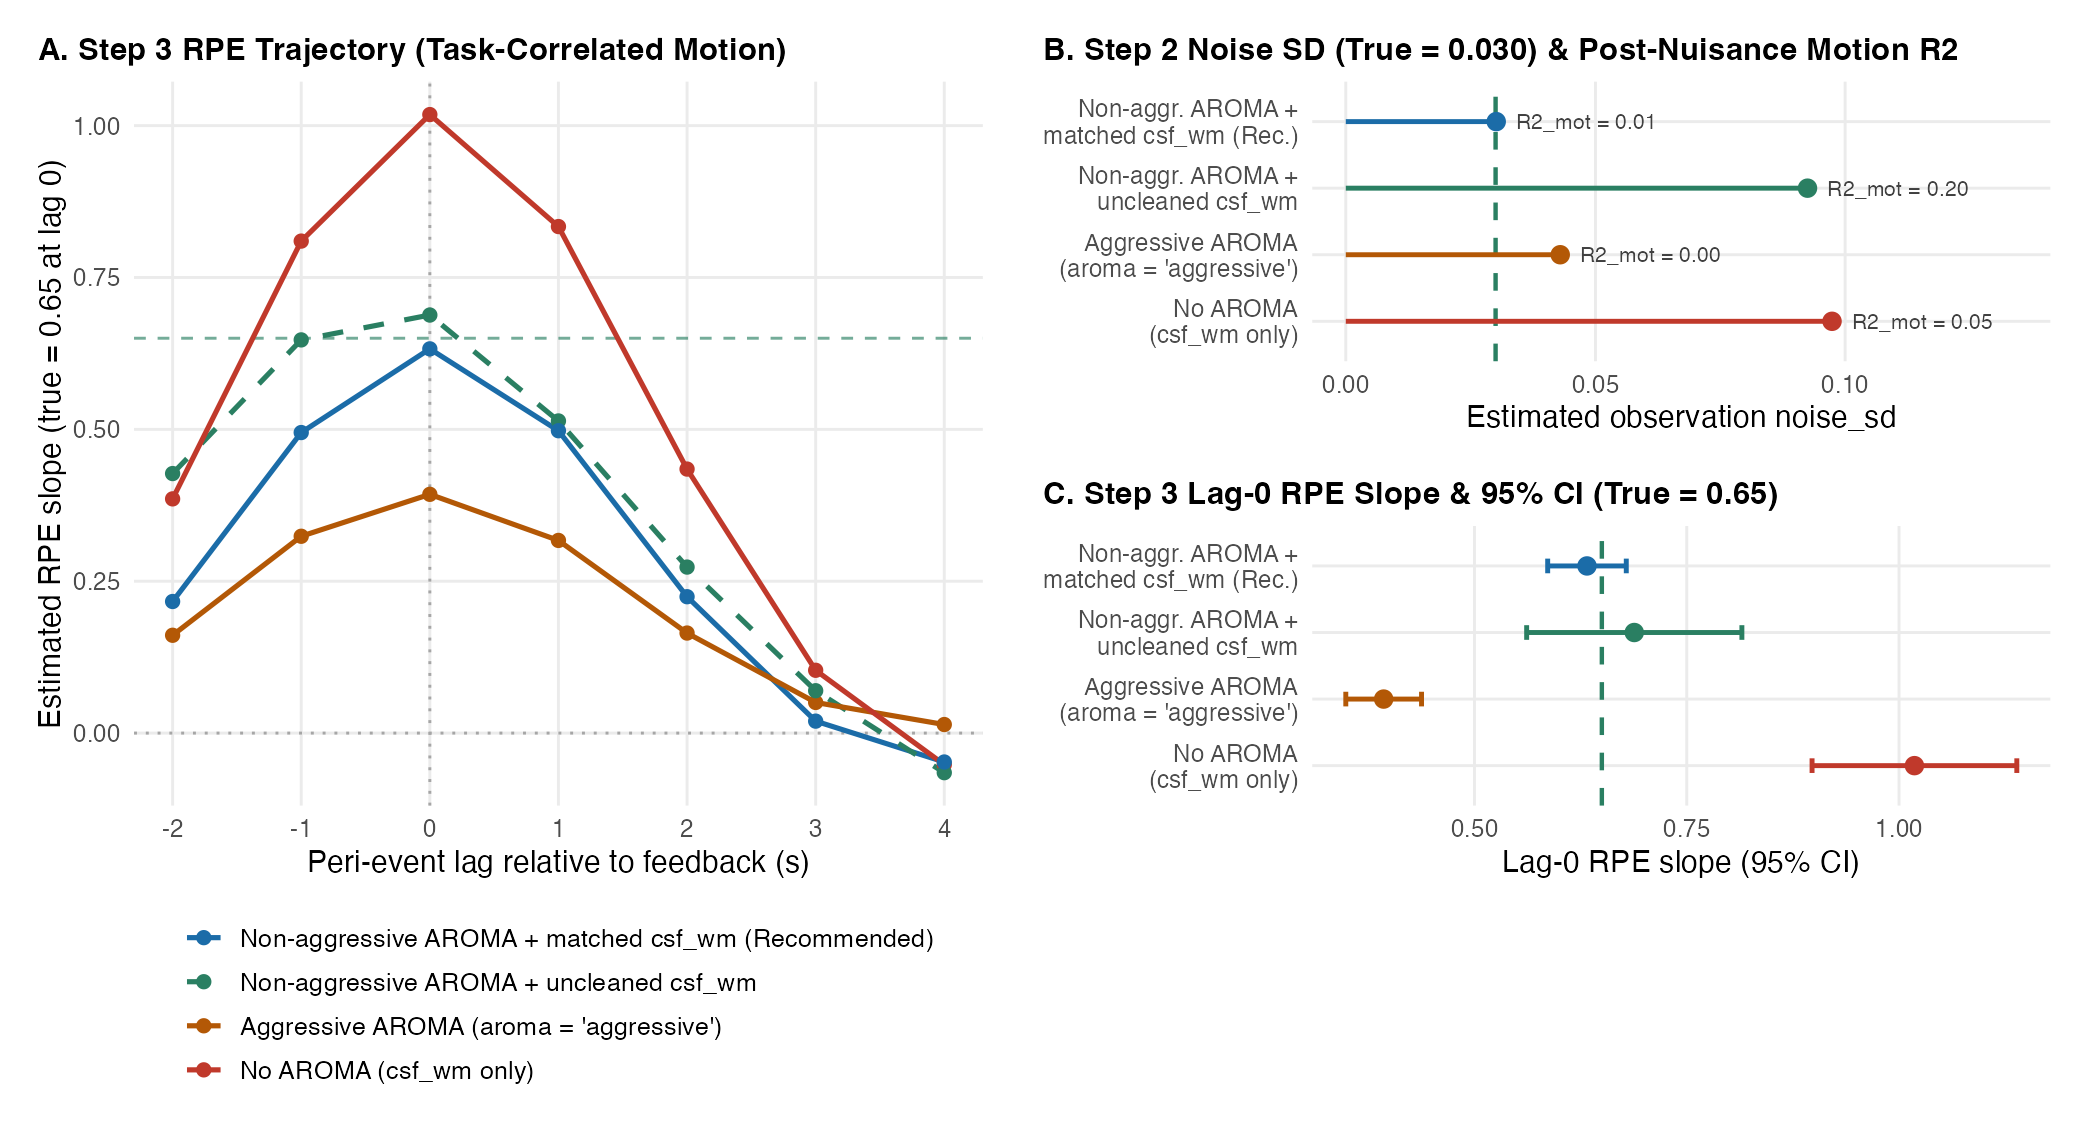 A. Step 3 RPE Trajectory (Task-Correlated Motion)
Estimated RPE slope (true = 0.65 at lag 0)
1.00
0.75
0.50
0.25
0.00
-2
-1
0
1
2
3
4
Peri-event lag relative to feedback (s)
Non-aggressive AROMA + matched csf_wm (Recommended)
Non-aggressive AROMA + uncleaned csf_wm
Aggressive AROMA (aroma = 'aggressive')
No AROMA (csf_wm only)
B. Step 2 Noise SD (True = 0.030) & Post-Nuisance Motion R2
Non-aggr. AROMA +
matched csf_wm (Rec.)
R2_mot = 0.01
Non-aggr. AROMA +
uncleaned csf_wm
R2_mot = 0.20
Aggressive AROMA
(aroma = 'aggressive')
R2_mot = 0.00
No AROMA
(csf_wm only)
R2_mot = 0.05
0.00
0.05
0.10
Estimated observation noise_sd
C. Step 3 Lag-0 RPE Slope & 95% CI (True = 0.65)
Non-aggr. AROMA +
matched csf_wm (Rec.)
Non-aggr. AROMA +
uncleaned csf_wm
Aggressive AROMA
(aroma = 'aggressive')
No AROMA
(csf_wm only)
0.50
0.75
1.00
Lag-0 RPE slope (95% CI)